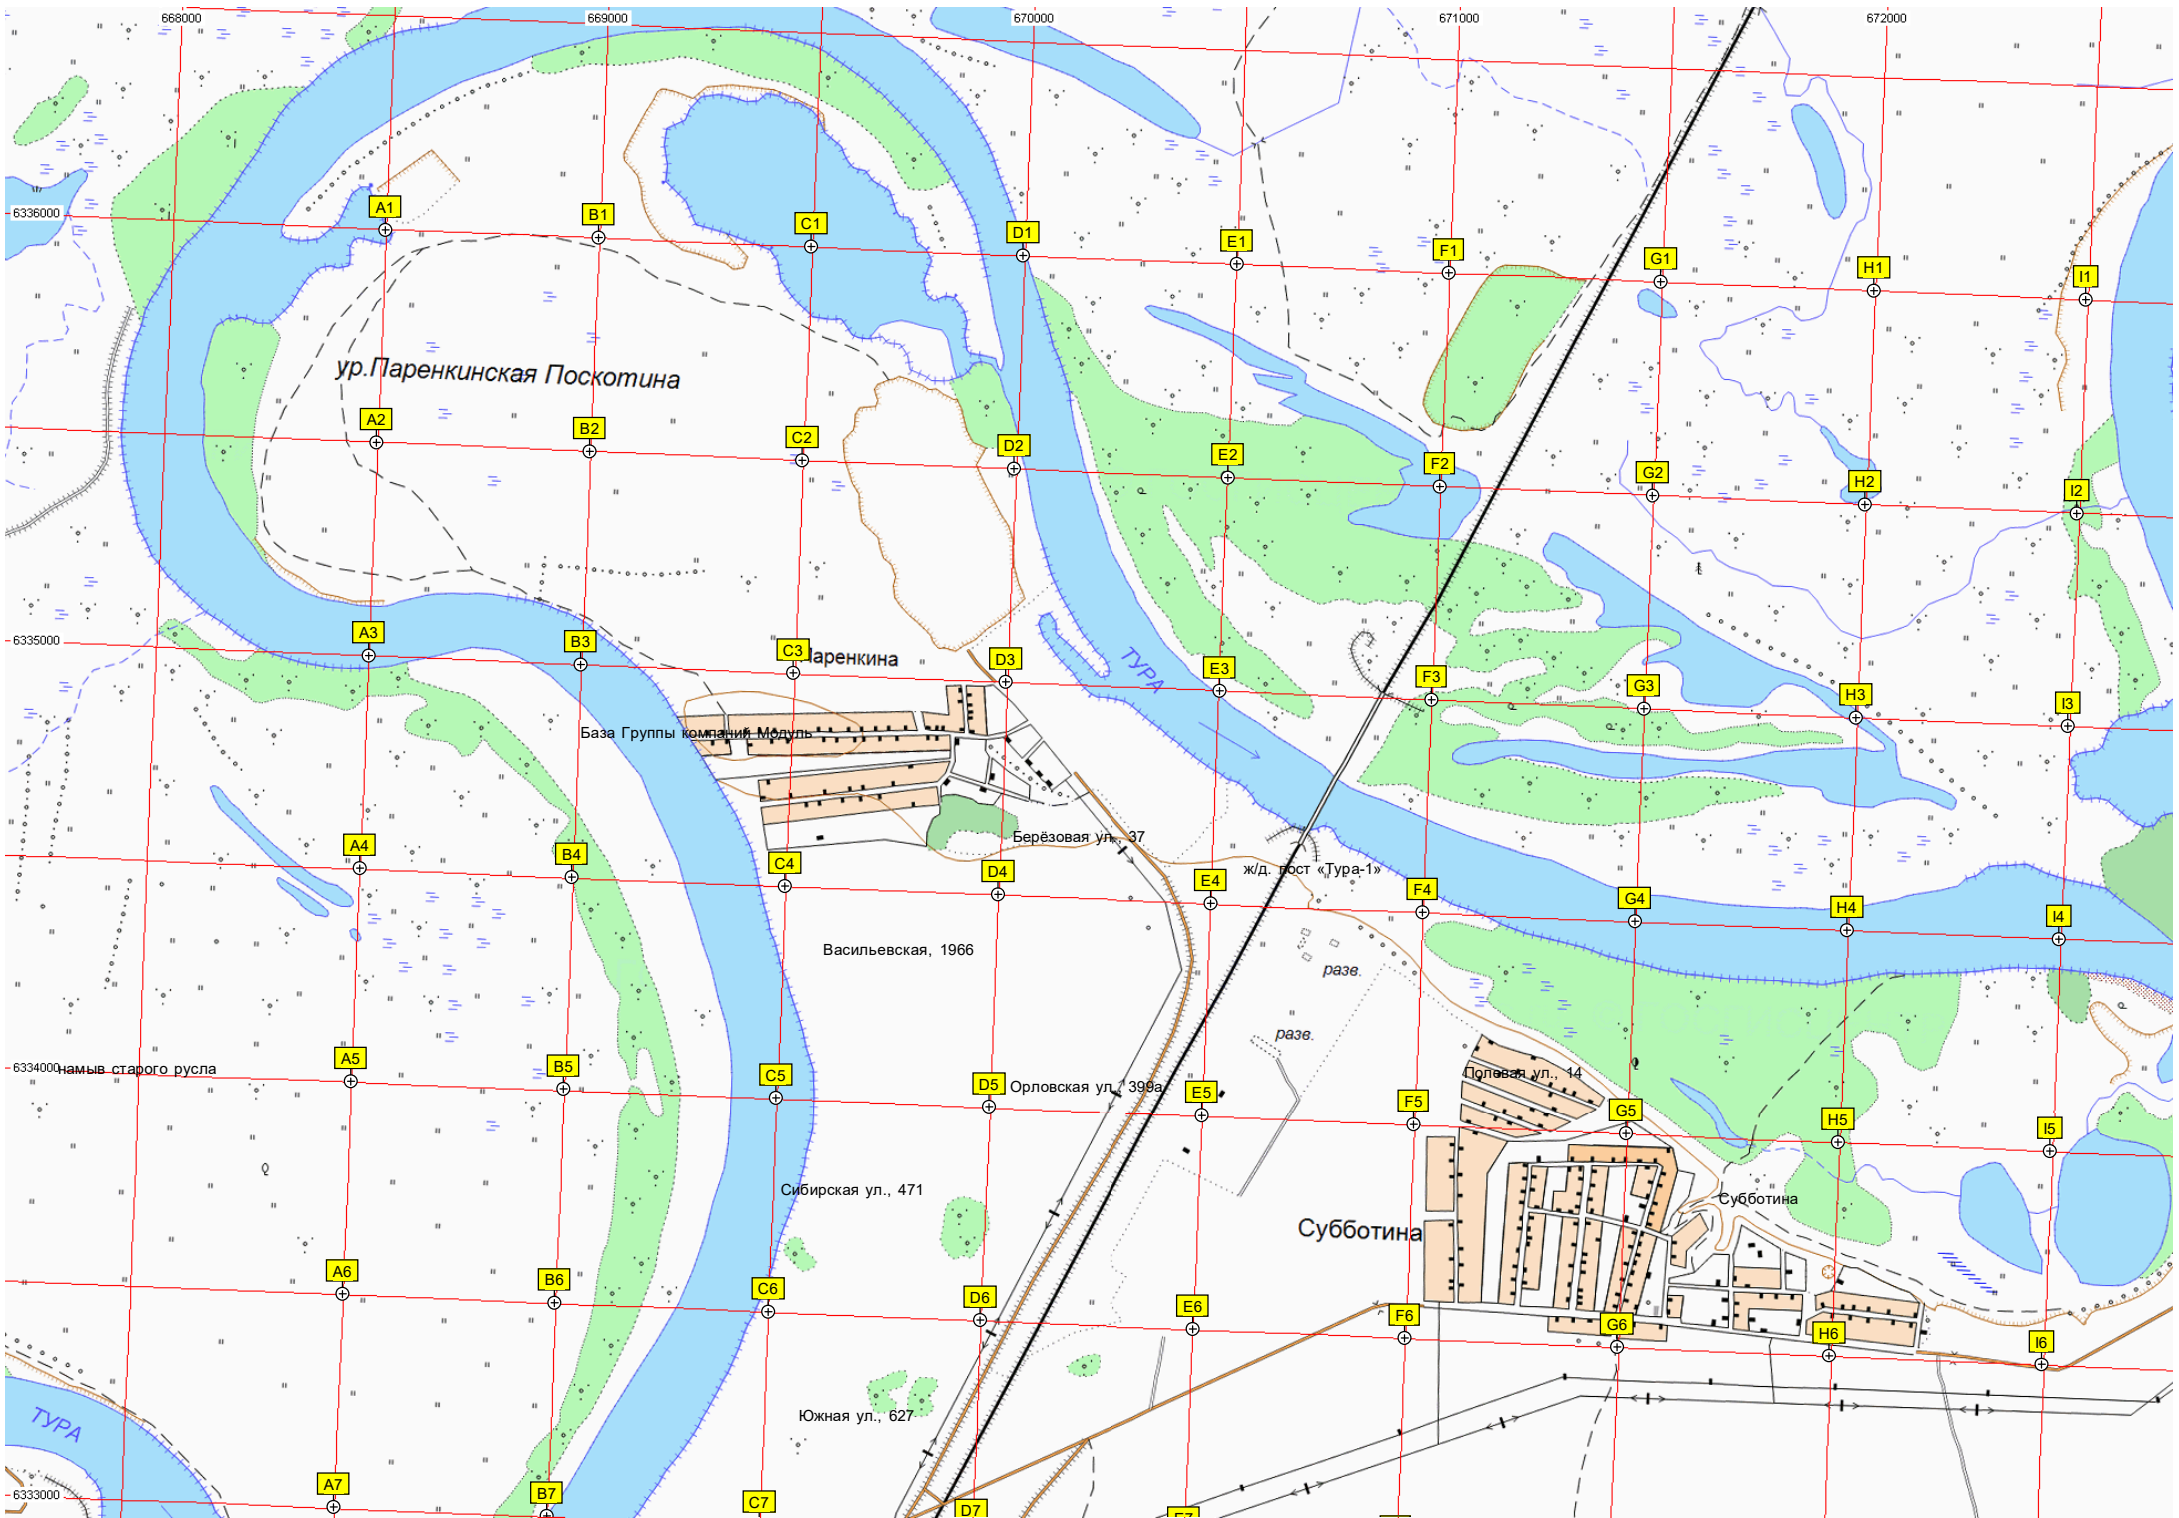 668000 669000 670000 671000 672000
6336000
A1 B1 C1 D1 E1 F1 G1 H1 I1
ур.Паренкинская Поскотина
A2 B2 C2 D2 E2 F2 G2 H2 I2
6335000
A3 B3 C3 D3 E3 F3 G3 H3 I3
Паренкина
ТУРА
База Группы компаний Модуль
Берёзовая ул., 37
ж/д. пост «Тура-1»
A4 B4 C4 D4 E4 F4 G4 H4 I4
Васильевская, 1966
разв.
разв.
6334000
намыв старого русла
A5 B5 C5 D5 E5 F5 G5 H5 I5
Орловская ул., 399а
Полевая ул., 14
Сибирская ул., 471
Субботина
Субботина
A6 B6 C6 D6 E6 F6 G6 H6 I6
Южная ул., 627
ТУРА
6333000
A7 B7 C7 D7 E7